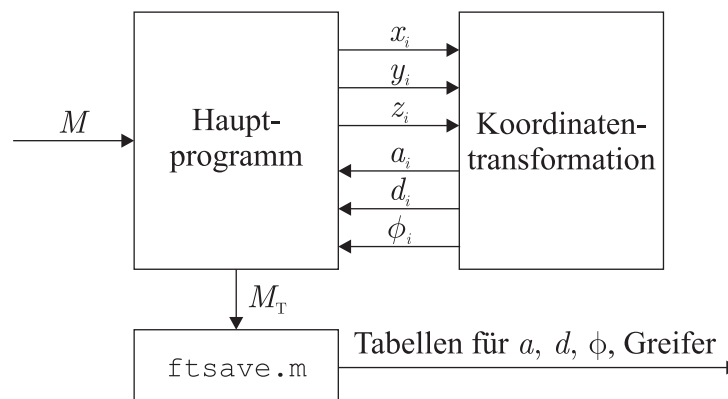 M
Haupt-
programm
x_i
y_i
z_i
a_i
d_i
ϕ_i
Koordinaten-
transformation
M_T
ftsave.m
Tabellen für a, d, ϕ, Greifer